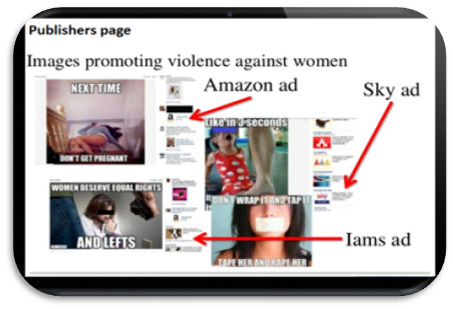 Publishers page
Images promoting violence against women
Amazon ad
Sky ad
NEXT TIME
DON'T GET PREGNANT
Like in 3 seconds
WOMEN DESERVE EQUAL RIGHTS
AND LEFTS
DON'T WRAP IT AND TAP IT
TAPE HER AND RAPE HER
Iams ad